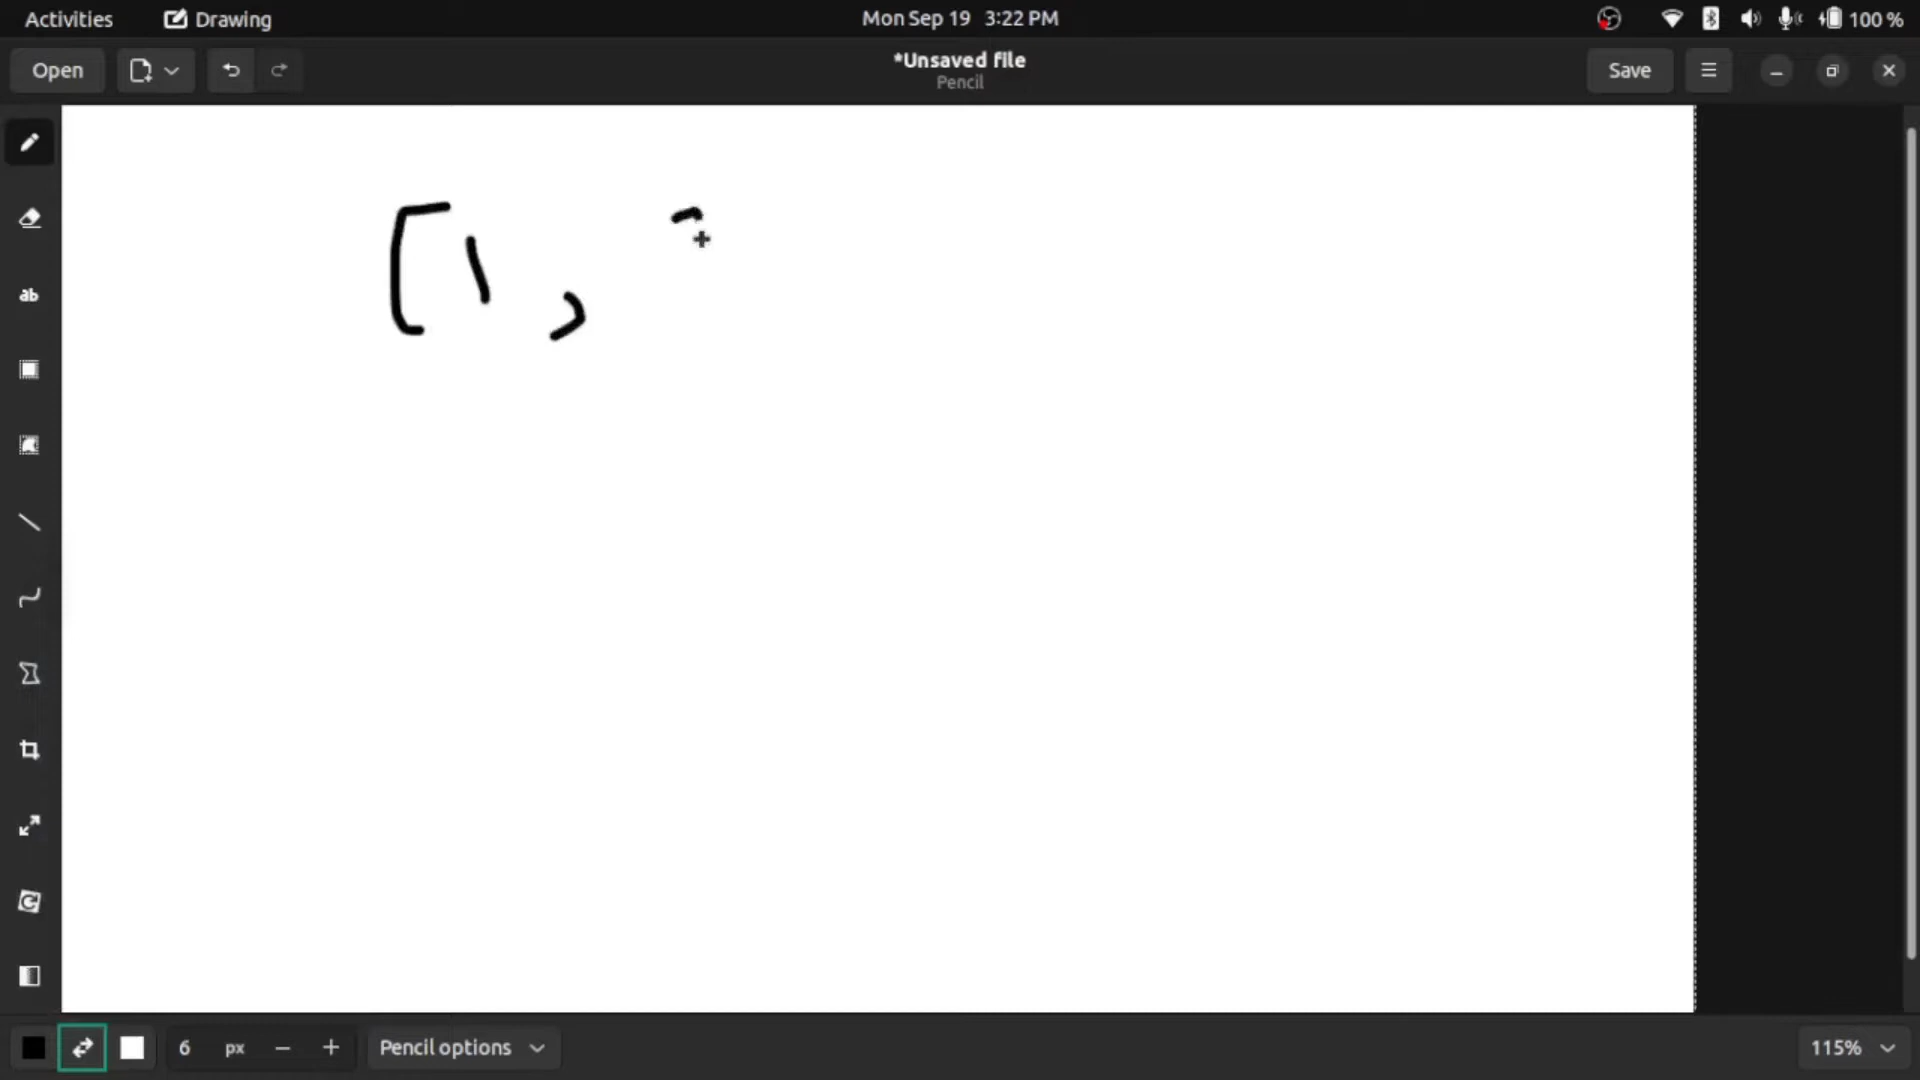 Activities Drawing Mon Sep 19 3:22 PM 100 %
Open *Unsaved file Save
Pencil
[1 ,
ab
6 px − + Pencil options 115%